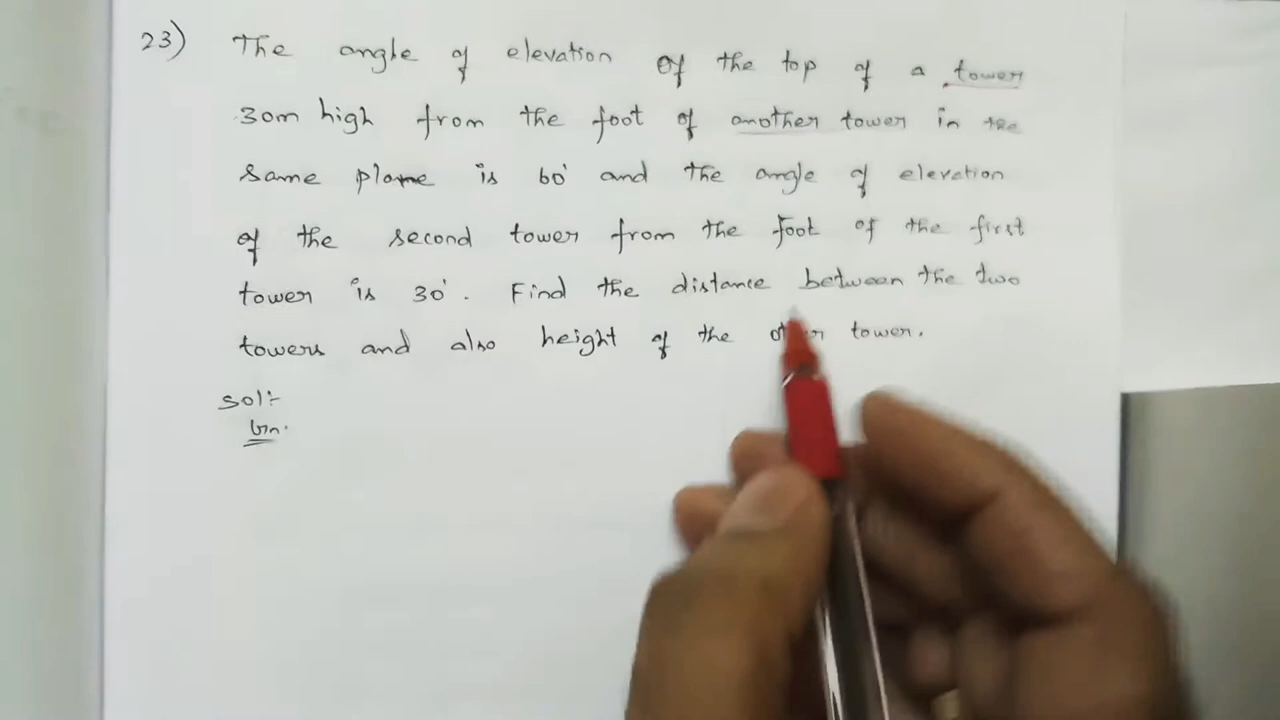 23) The angle of elevation of the top of a tower
30m high from the foot of another tower in the
same plane is 60° and the angle of elevation
of the second tower from the foot of the first
tower is 30°. Find the distance between the two
towers and also height of the other tower.
Sol:-
Gn.